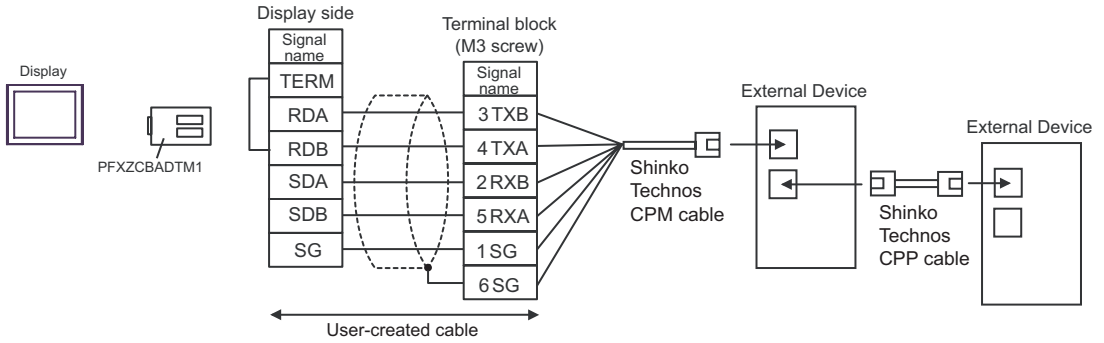 Display
PFXZCBADTM1
Display side
Signal
name
TERM
RDA
RDB
SDA
SDB
SG
Terminal block
(M3 screw)
Signal
name
3 TXB
4 TXA
2 RXB
5 RXA
1 SG
6 SG
User-created cable
Shinko
Technos
CPM cable
External Device
Shinko
Technos
CPP cable
External Device